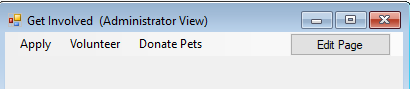 Get Involved (Administrator View)
Apply Volunteer Donate Pets Edit Page